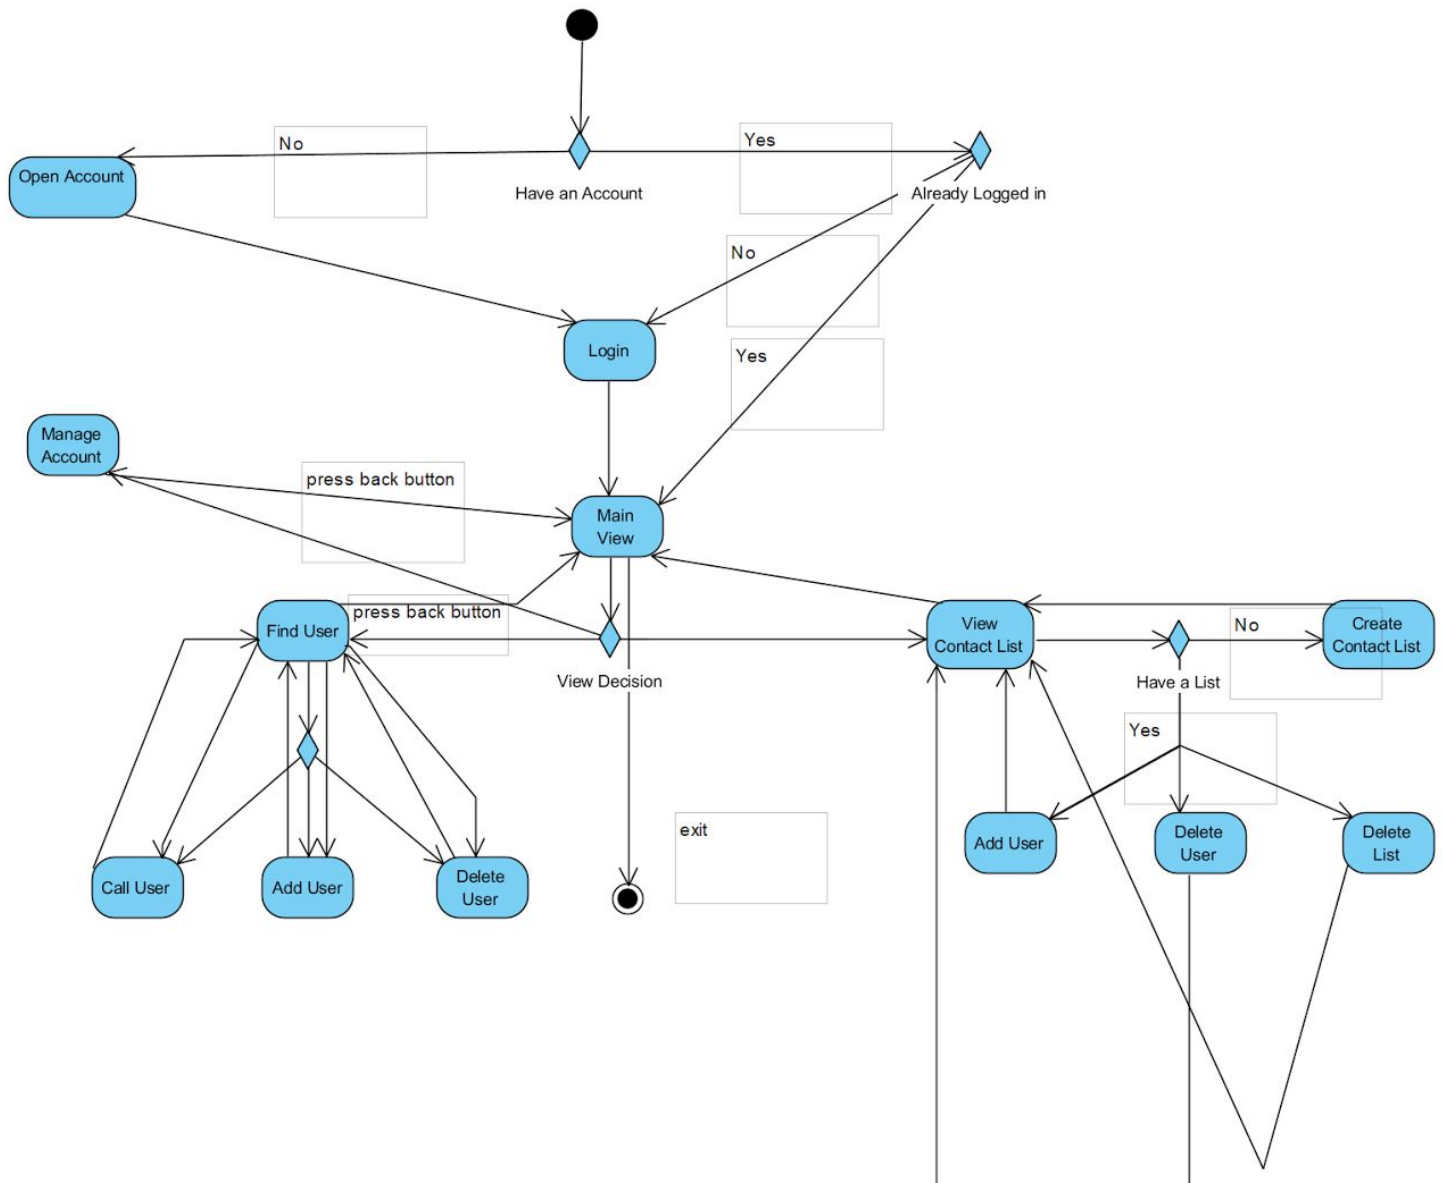 No
Yes
Open Account
Have an Account
Already Logged in
No
Login
Yes
Manage
Account
press back button
Main
View
Find User
press back button
View
Contact List
No
Create
Contact List
View Decision
Have a List
Yes
exit
Add User
Delete
User
Delete
List
Call User
Add User
Delete
User